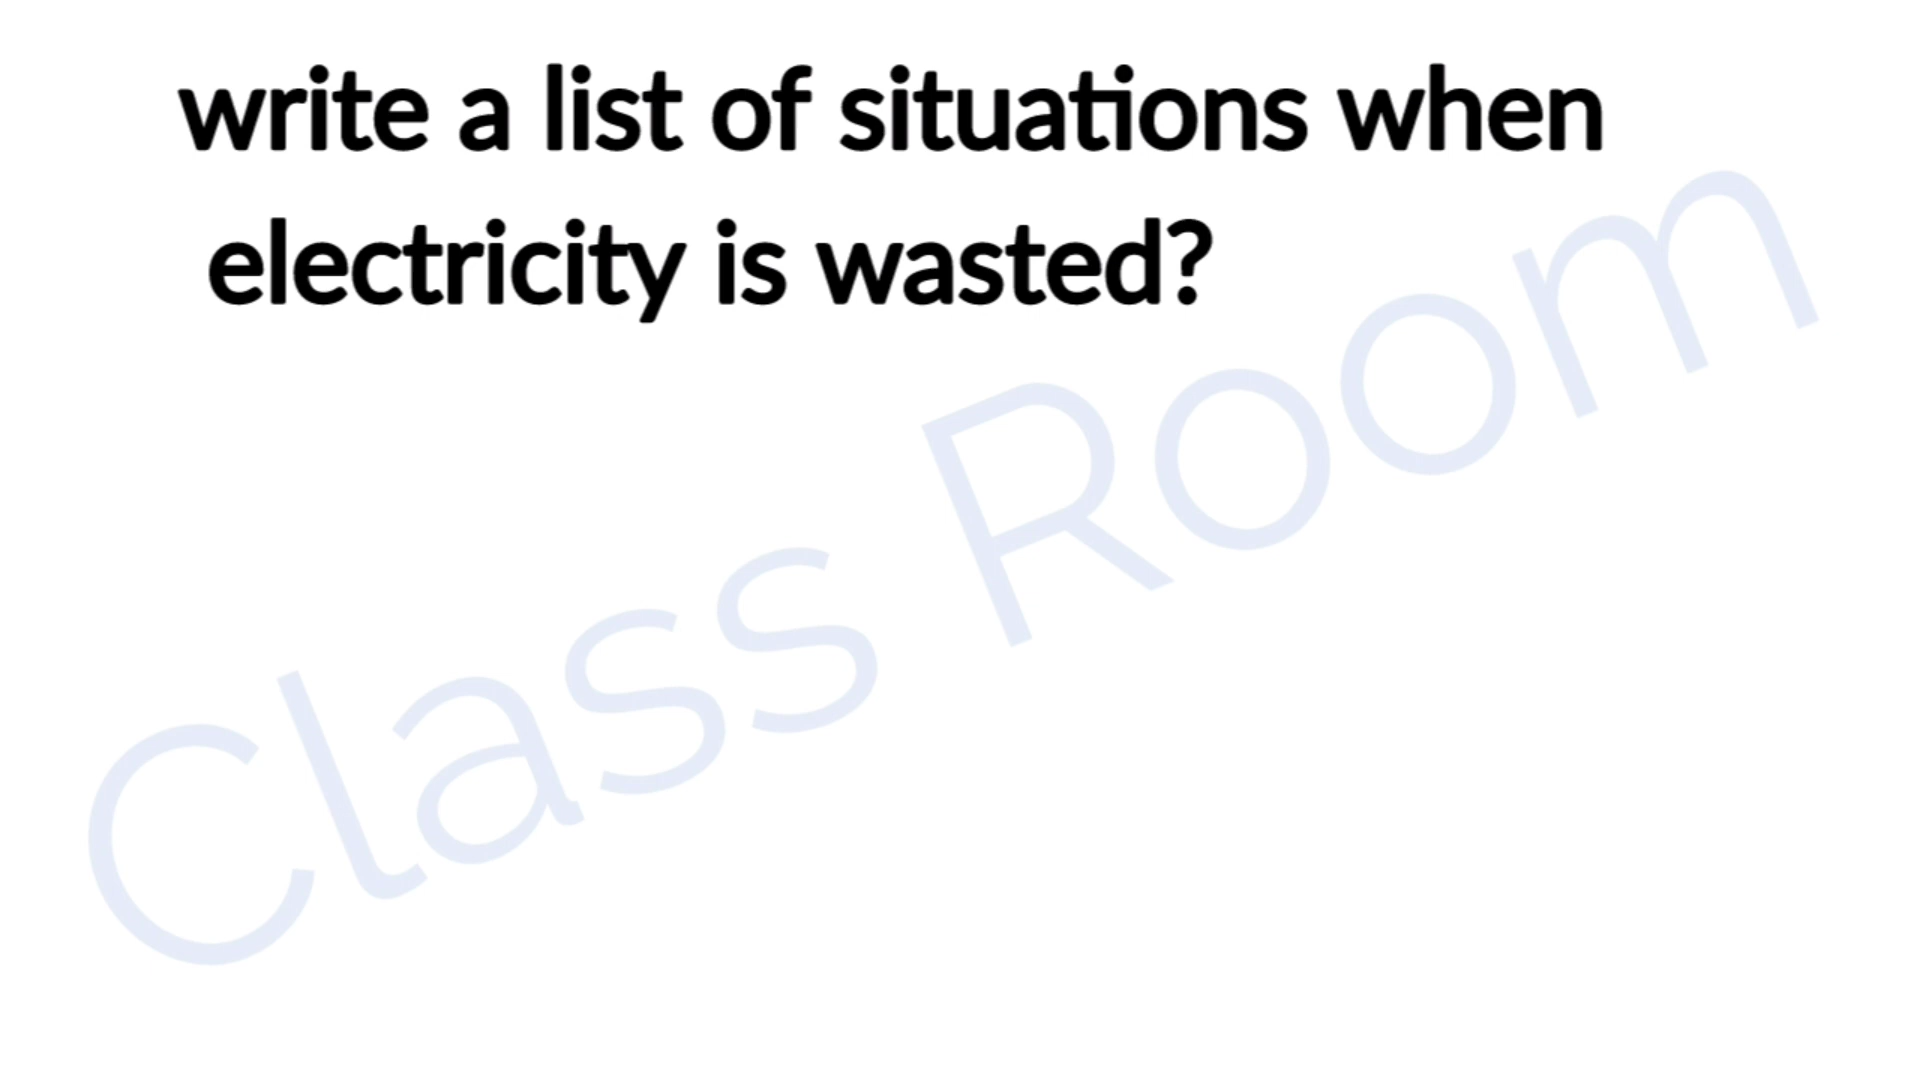 write a list of situations when
electricity is wasted?
Class Room